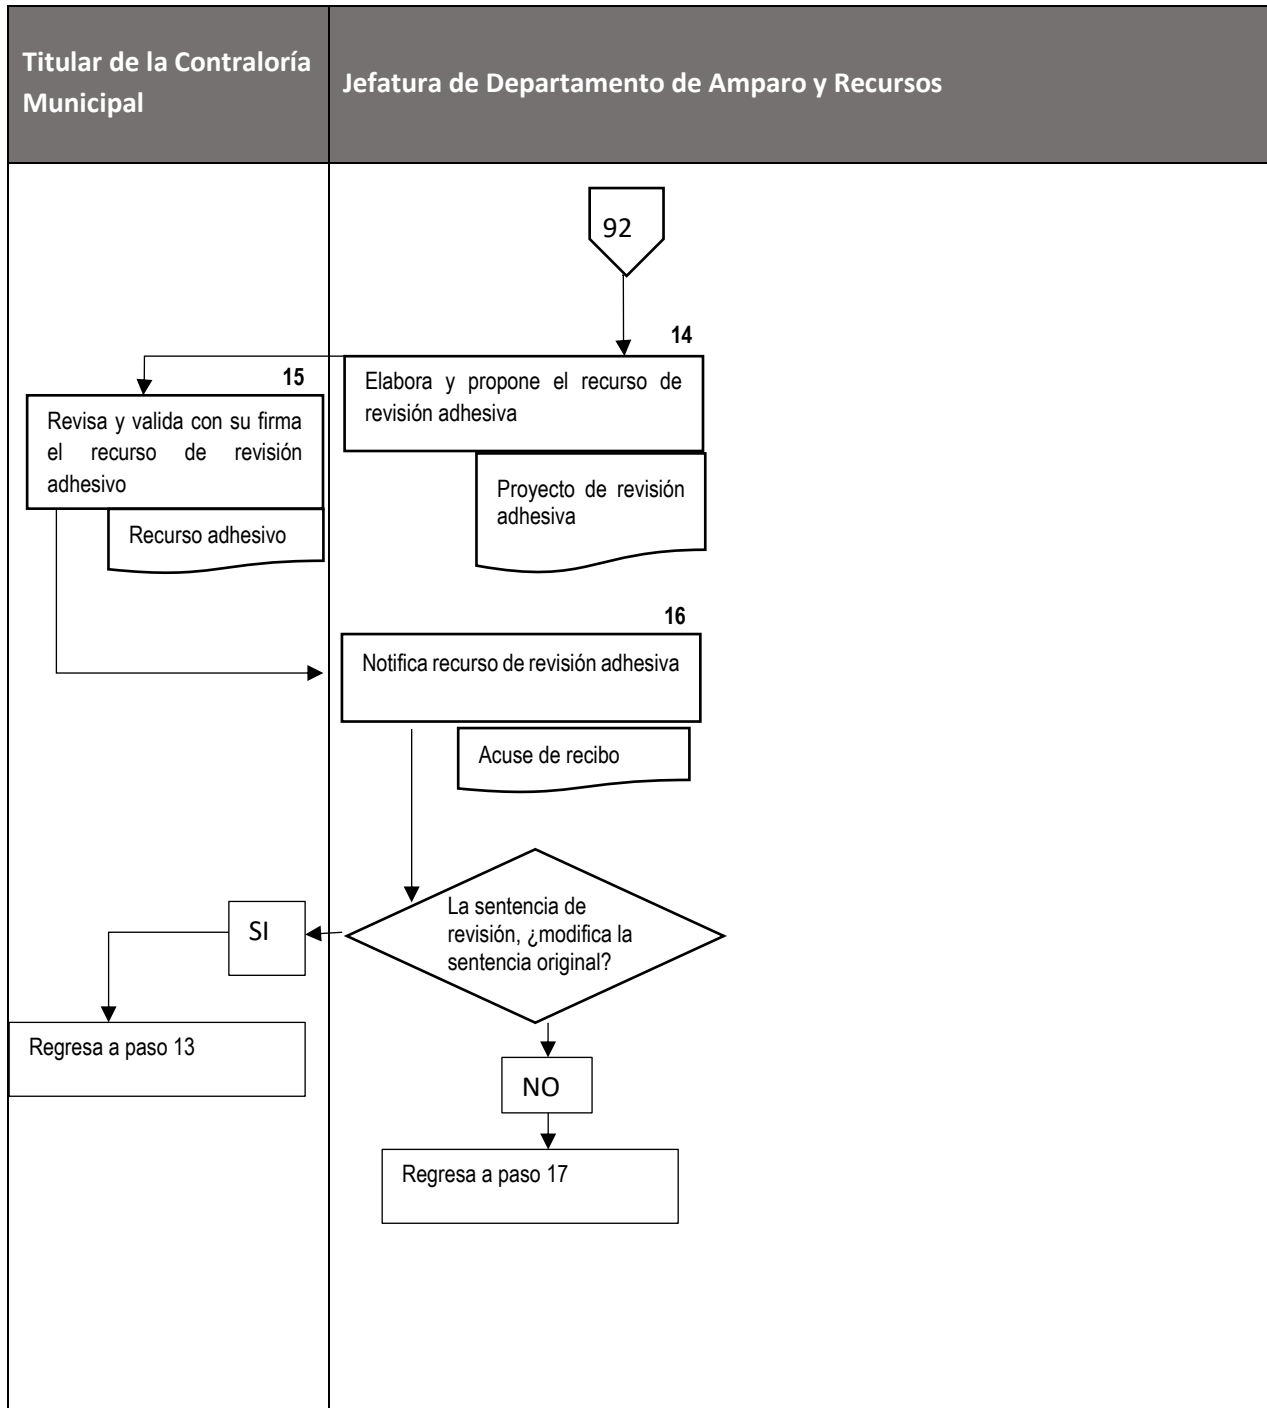 Titular de la Contraloría
Municipal
Jefatura de Departamento de Amparo y Recursos
92
14
Elabora y propone el recurso de
revisión adhesiva
Proyecto de revisión
adhesiva
15
Revisa y valida con su firma
el recurso de revisión
adhesivo
Recurso adhesivo
16
Notifica recurso de revisión adhesiva
Acuse de recibo
La sentencia de
revisión, ¿modifica la
sentencia original?
SI
Regresa a paso 13
NO
Regresa a paso 17